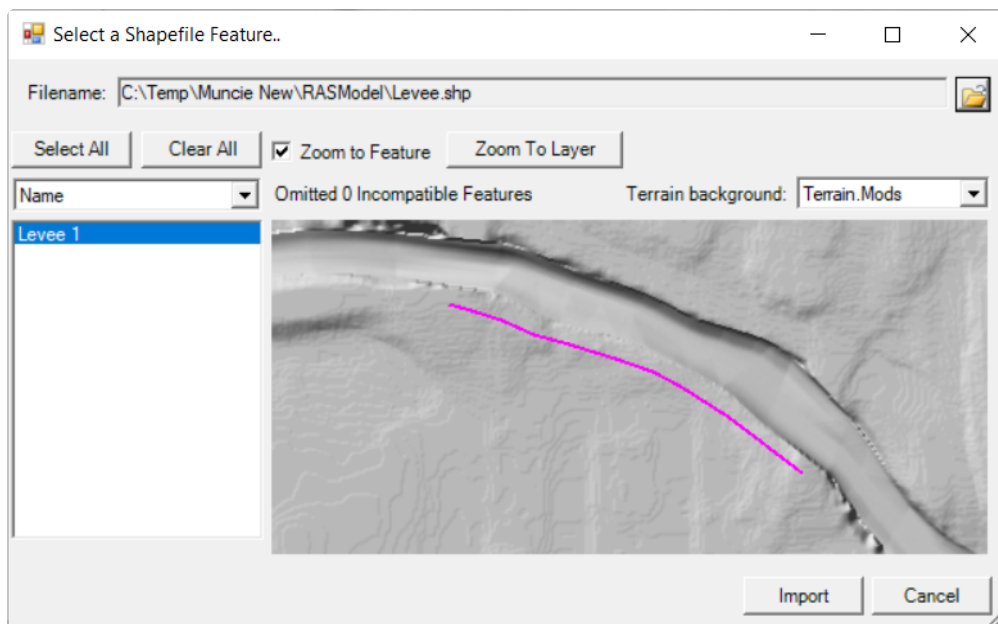 Select a Shapefile Feature..
Filename: C:\Temp\Muncie New\RASModel\Levee.shp
Select All Clear All Zoom to Feature Zoom To Layer
Name Omitted 0 Incompatible Features Terrain background: Terrain.Mods
Levee 1
Import Cancel